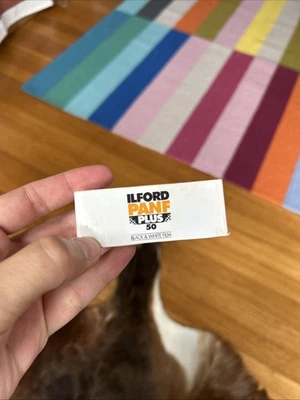 ILFORD
PANF
PLUS
50
BLACK & WHITE FILM